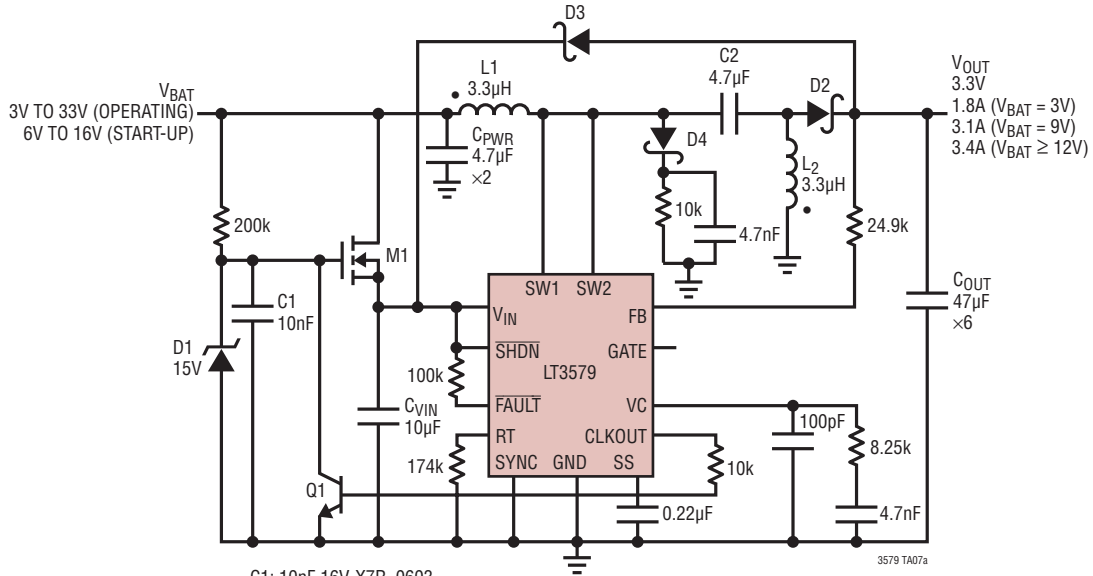 D3
L1
3.3µH
C2
4.7µF
D2
VOUT
3.3V
1.8A (VBAT = 3V)
3.1A (VBAT = 9V)
3.4A (VBAT ≥ 12V)
VBAT
3V TO 33V (OPERATING)
6V TO 16V (START-UP)
CPWR
4.7µF
×2
D4
L2
3.3µH
10k
4.7nF
24.9k
200k
M1
C1
10nF
D1
15V
SW1 SW2
VIN
FB
SHDN
GATE
LT3579
100k
FAULT
VC
RT
CLKOUT
SYNC GND SS
CVIN
10µF
174k
COUT
47µF
×6
100pF
8.25k
10k
Q1
0.22µF
4.7nF
3579 TA07a